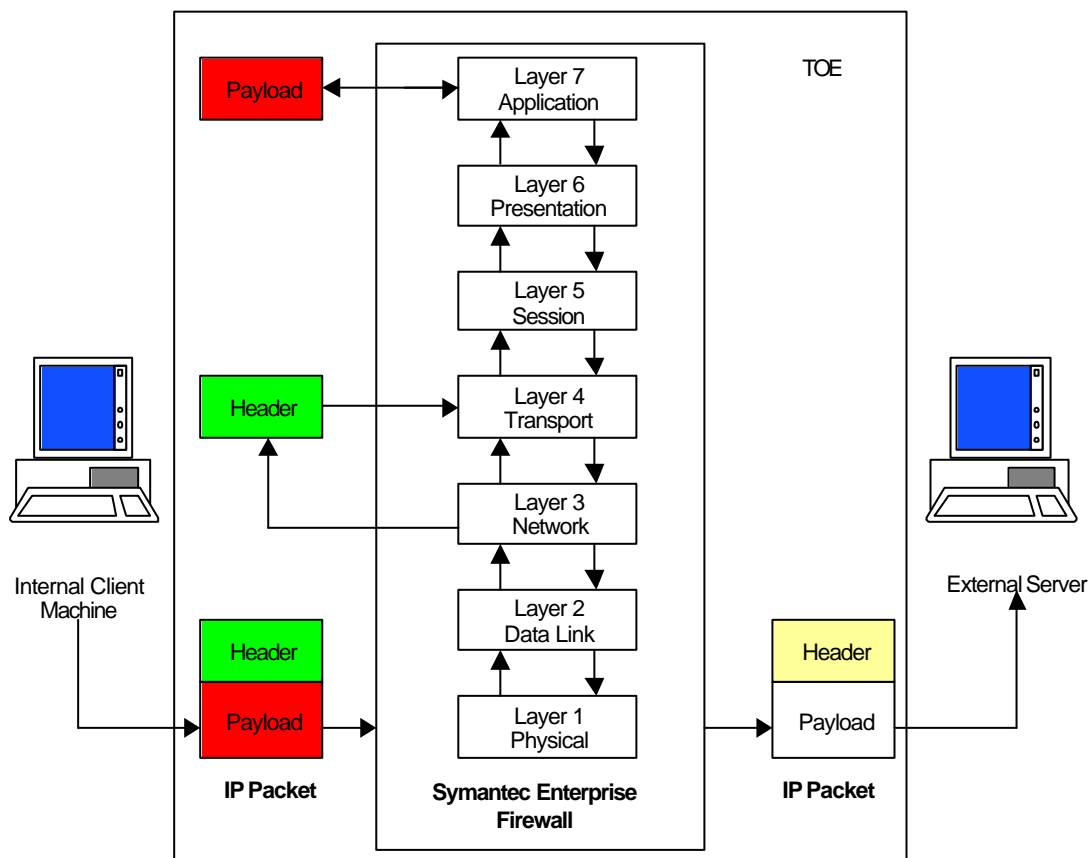 TOE
Payload
Layer 7
Application
Layer 6
Presentation
Layer 5
Session
Header
Layer 4
Transport
Layer 3
Network
Internal Client
Machine
External Server
Layer 2
Data Link
Header
Payload
Header
Payload
Layer 1
Physical
IP Packet
Symantec Enterprise
Firewall
IP Packet